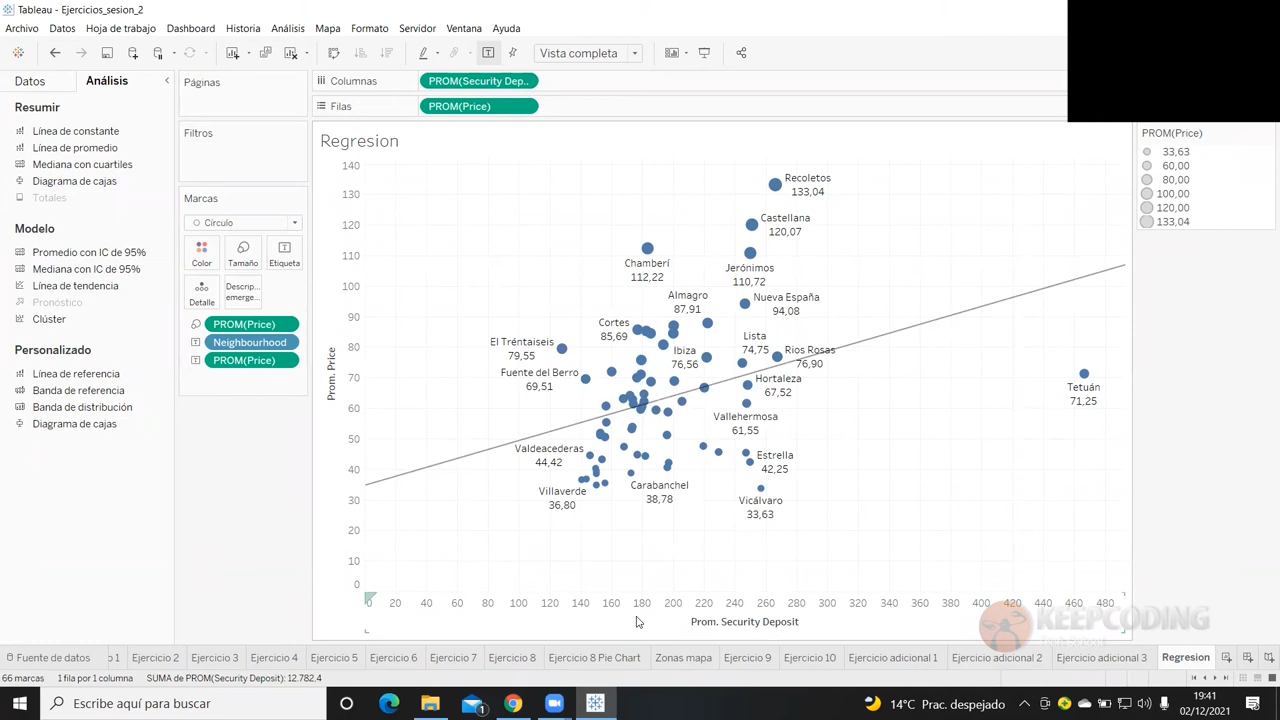 Tableau - Ejercicios_sesion_2
Archivo Datos Hoja de trabajo Dashboard Historia Análisis Mapa Formato Servidor Ventana Ayuda
Vista completa
Datos Análisis
Resumir
Línea de constante
Línea de promedio
Mediana con cuartiles
Diagrama de cajas
Totales
Modelo
Promedio con IC de 95%
Mediana con IC de 95%
Línea de tendencia
Pronóstico
Clúster
Personalizado
Línea de referencia
Banda de referencia
Banda de distribución
Diagrama de cajas
Páginas
Filtros
Marcas
Círculo
Color Tamaño Etiqueta
Detalle Descrip... emerge...
PROM(Price)
Neighbourhood
PROM(Price)
Columnas PROM(Security Dep..
Filas PROM(Price)
Regresion
140
130
120
110
100
90
80
70
60
50
40
30
20
10
0
Prom. Price
Recoletos
133,04
Castellana
120,07
Chamberí
112,22
Jerónimos
110,72
Almagro
87,91
Nueva España
94,08
Cortes
85,69
El Tréntaiseis
79,55
Ibiza
76,56
Lista
74,75
Rios Rosas
76,90
Fuente del Berro
69,51
Hortaleza
67,52
Tetuán
71,25
Vallehermosa
61,55
Valdeacederas
44,42
Estrella
42,25
Villaverde
36,80
Carabanchel
38,78
Vicálvaro
33,63
0 20 40 60 80 100 120 140 160 180 200 220 240 260 280 300 320 340 360 380 400 420 440 460 480
Prom. Security Deposit
PROM(Price)
33,63
60,00
80,00
100,00
120,00
133,04
KEEPCODING
Tech School
Fuente de datos o 1 Ejercicio 2 Ejercicio 3 Ejercicio 4 Ejercicio 5 Ejercicio 6 Ejercicio 7 Ejercicio 8 Ejercicio 8 Pie Chart Zonas mapa Ejercicio 9 Ejercicio 10 Ejercicio adicional 1 Ejercicio adicional 2 Ejercicio adicional 3 Regresion
66 marcas 1 fila por 1 columna SUMA de PROM(Security Deposit): 12.782,4
Escribe aquí para buscar
1
14°C Prac. despejado
19:41
02/12/2021